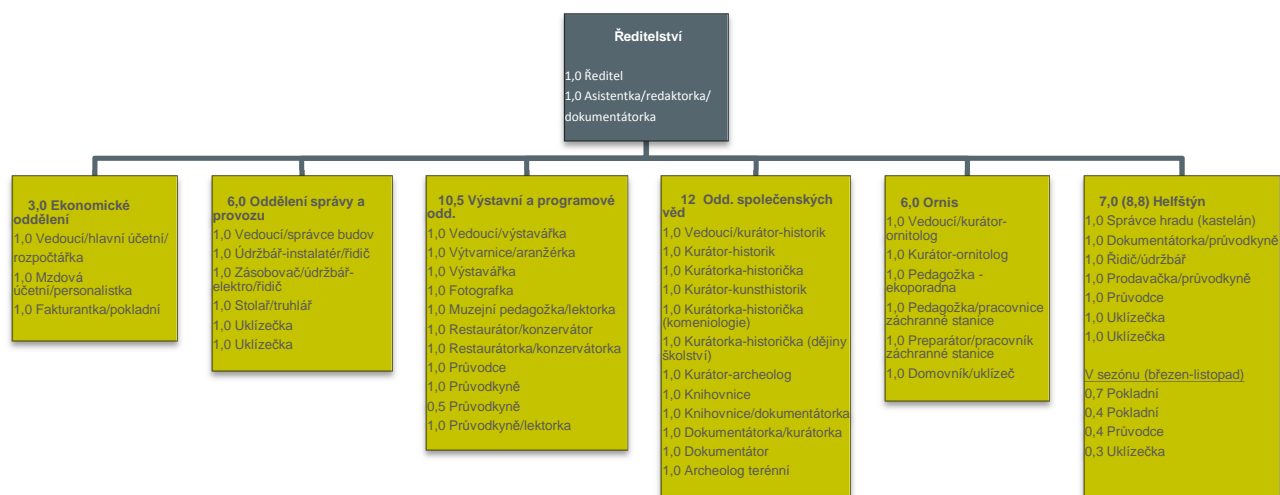 Ředitelství
1,0 Ředitel
1,0 Asistentka/redaktorka/
dokumentátorka
3,0 Ekonomické
oddělení
1,0 Vedoucí/hlavní účetní/
rozpočtářka
1,0 Mzdová
účetní/personalistka
1,0 Fakturantka/pokladní
6,0 Oddělení správy a
provozu
1,0 Vedoucí/správce budov
1,0 Údržbář-instalatér/řidič
1,0 Zásobovač/údržbář-
elektro/řidič
1,0 Stolař/truhlář
1,0 Uklízečka
1,0 Uklízečka
10,5 Výstavní a programové
odd.
1,0 Vedoucí/výstavářka
1,0 Výtvarnice/aranžérka
1,0 Výstavářka
1,0 Fotografka
1,0 Muzejní pedagožka/lektorka
1,0 Restaurátor/konzervátor
1,0 Restaurátorka/konzervátorka
1,0 Průvodce
1,0 Průvodkyně
0,5 Průvodkyně
1,0 Průvodkyně/lektorka
12 Odd. společenských
věd
1,0 Vedoucí/kurátor-historik
1,0 Kurátor-historik
1,0 Kurátorka-historička
1,0 Kurátor-kunsthistorik
1,0 Kurátorka-historička
(komeniologie)
1,0 Kurátorka-historička (dějiny
školství)
1,0 Kurátor-archeolog
1,0 Knihovnice
1,0 Knihovnice/dokumentátorka
1,0 Dokumentátorka/kurátorka
1,0 Dokumentátor
1,0 Archeolog terénní
6,0 Ornis
1,0 Vedoucí/kurátor-
ornitolog
1,0 Kurátor-ornitolog
1,0 Pedagožka -
ekoporadna
1,0 Pedagožka/pracovnice
záchranné stanice
1,0 Preparátor/pracovník
záchranné stanice
1,0 Domovník/uklízeč
7,0 (8,8) Helfštýn
1,0 Správce hradu (kastelán)
1,0 Dokumentátorka/průvodkyně
1,0 Řidič/údržbář
1,0 Prodavačka/průvodkyně
1,0 Průvodce
1,0 Uklízečka
1,0 Uklízečka
V sezónu (březen-listopad)
0,7 Pokladní
0,4 Pokladní
0,4 Průvodce
0,3 Uklízečka